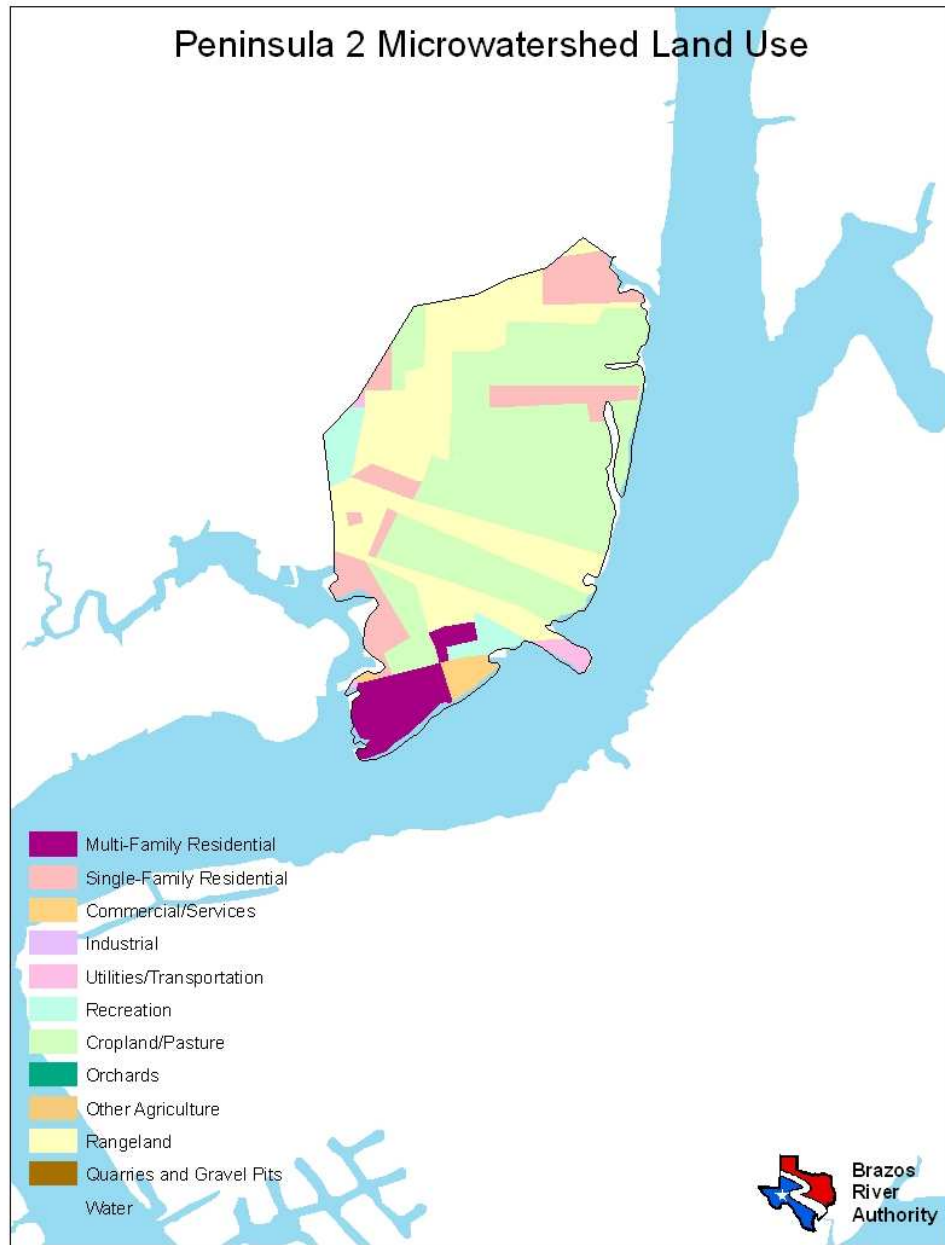 Peninsula 2 Microwatershed Land Use
Multi-Family Residential
Single-Family Residential
Commercial/Services
Industrial
Utilities/Transportation
Recreation
Cropland/Pasture
Orchards
Other Agriculture
Rangeland
Quarries and Gravel Pits
Water
Brazos
River
Authority